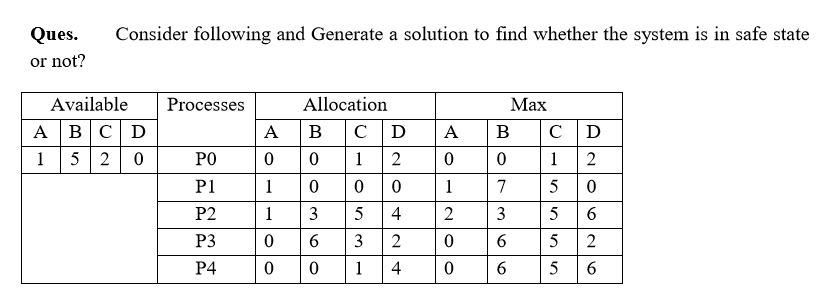 Ques. Consider following and Generate a solution to find whether the system is in safe state
or not?
Available Processes Allocation Max
A B C D A B C D A B C D
1 5 2 0 P0 0 0 1 2 0 0 1 2
P1 1 0 0 0 1 7 5 0
P2 1 3 5 4 2 3 5 6
P3 0 6 3 2 0 6 5 2
P4 0 0 1 4 0 6 5 6